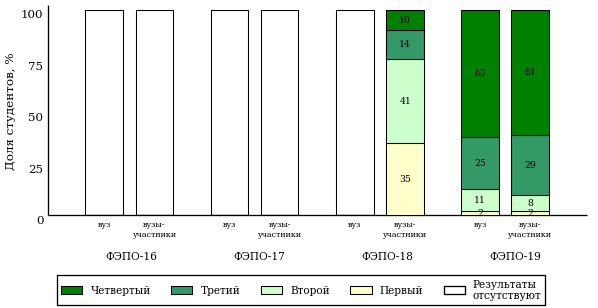 Доля студентов, %
100
75
50
25
0
10
14
41
35
62
25
11
2
61
29
8
2
вуз
вузы-
участники
вуз
вузы-
участники
вуз
вузы-
участники
вуз
вузы-
участники
ФЭПО-16
ФЭПО-17
ФЭПО-18
ФЭПО-19
Четвертый
Третий
Второй
Первый
Результаты
отсутствуют